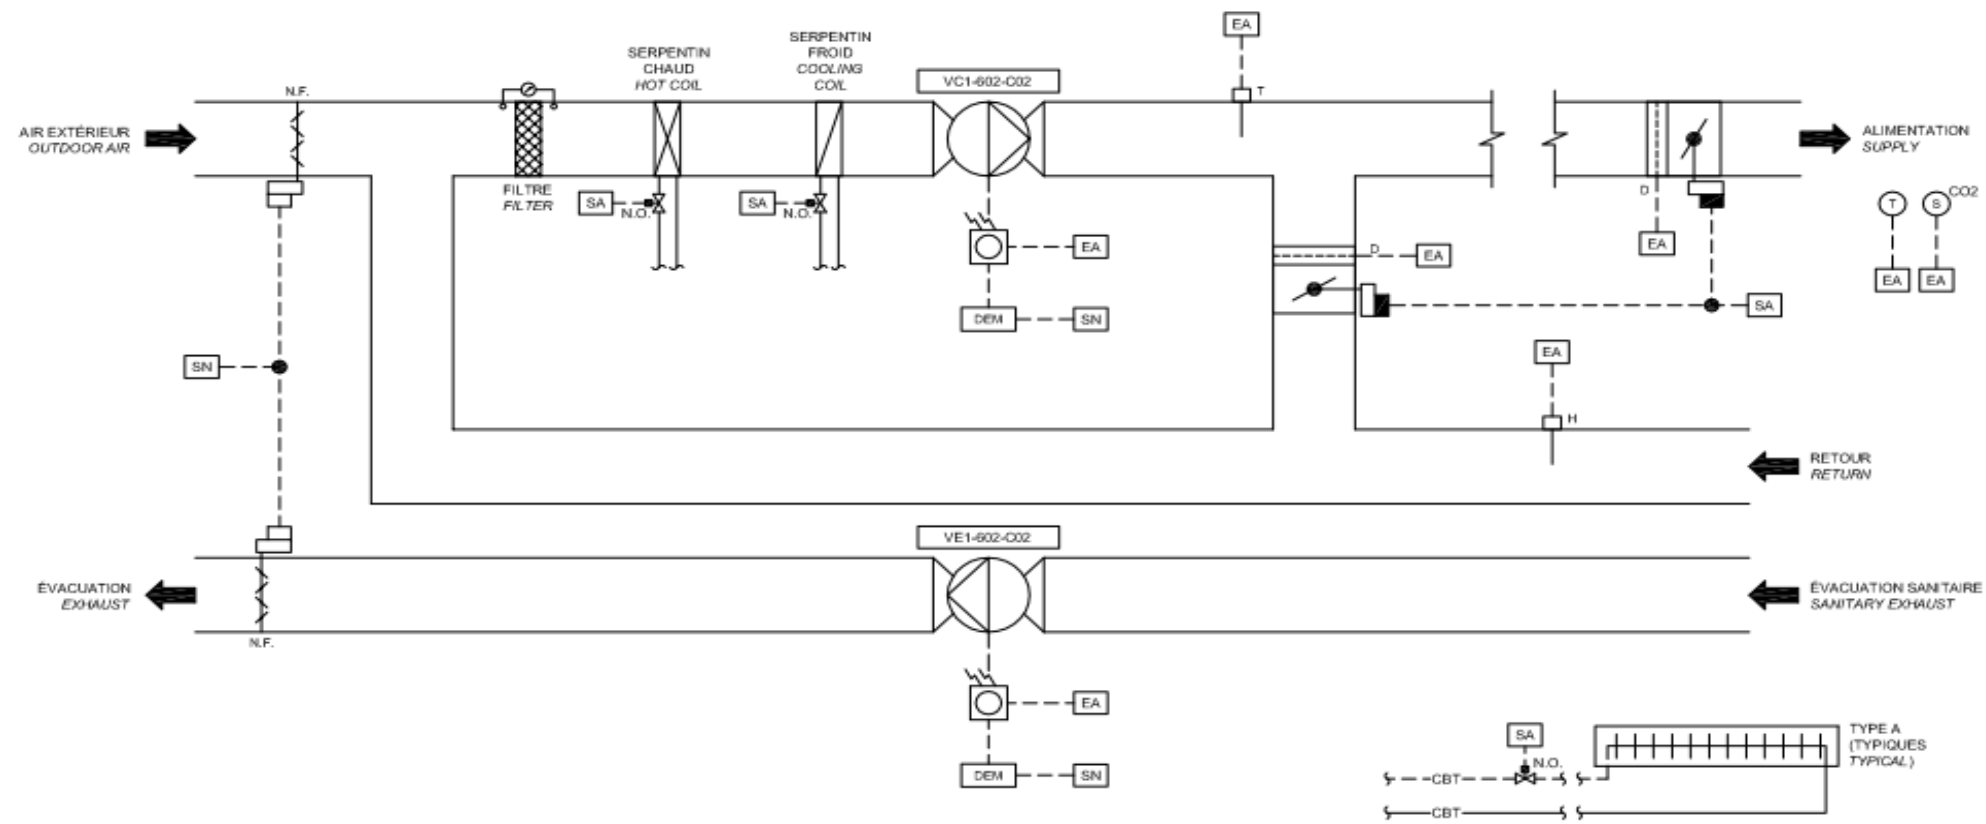 EA
SERPENTIN
FROID
COOLING
COIL
SERPENTIN
CHAUD
HOT COIL
VC1-602-C02
N.F.
T
AIR EXTÉRIEUR
OUTDOOR AIR
ALIMENTATION
SUPPLY
FILTRE
FILTER
SA
N.O.
SA
N.O.
D
T
S
CO2
EA
EA
D
EA
EA
EA
DEM
SN
SA
SN
EA
H
RETOUR
RETURN
VE1-602-C02
ÉVACUATION
EXHAUST
ÉVACUATION SANITAIRE
SANITARY EXHAUST
N.F.
EA
DEM
SN
SA
N.O.
TYPE A
(TYPIQUES
TYPICAL)
CBT
CBT